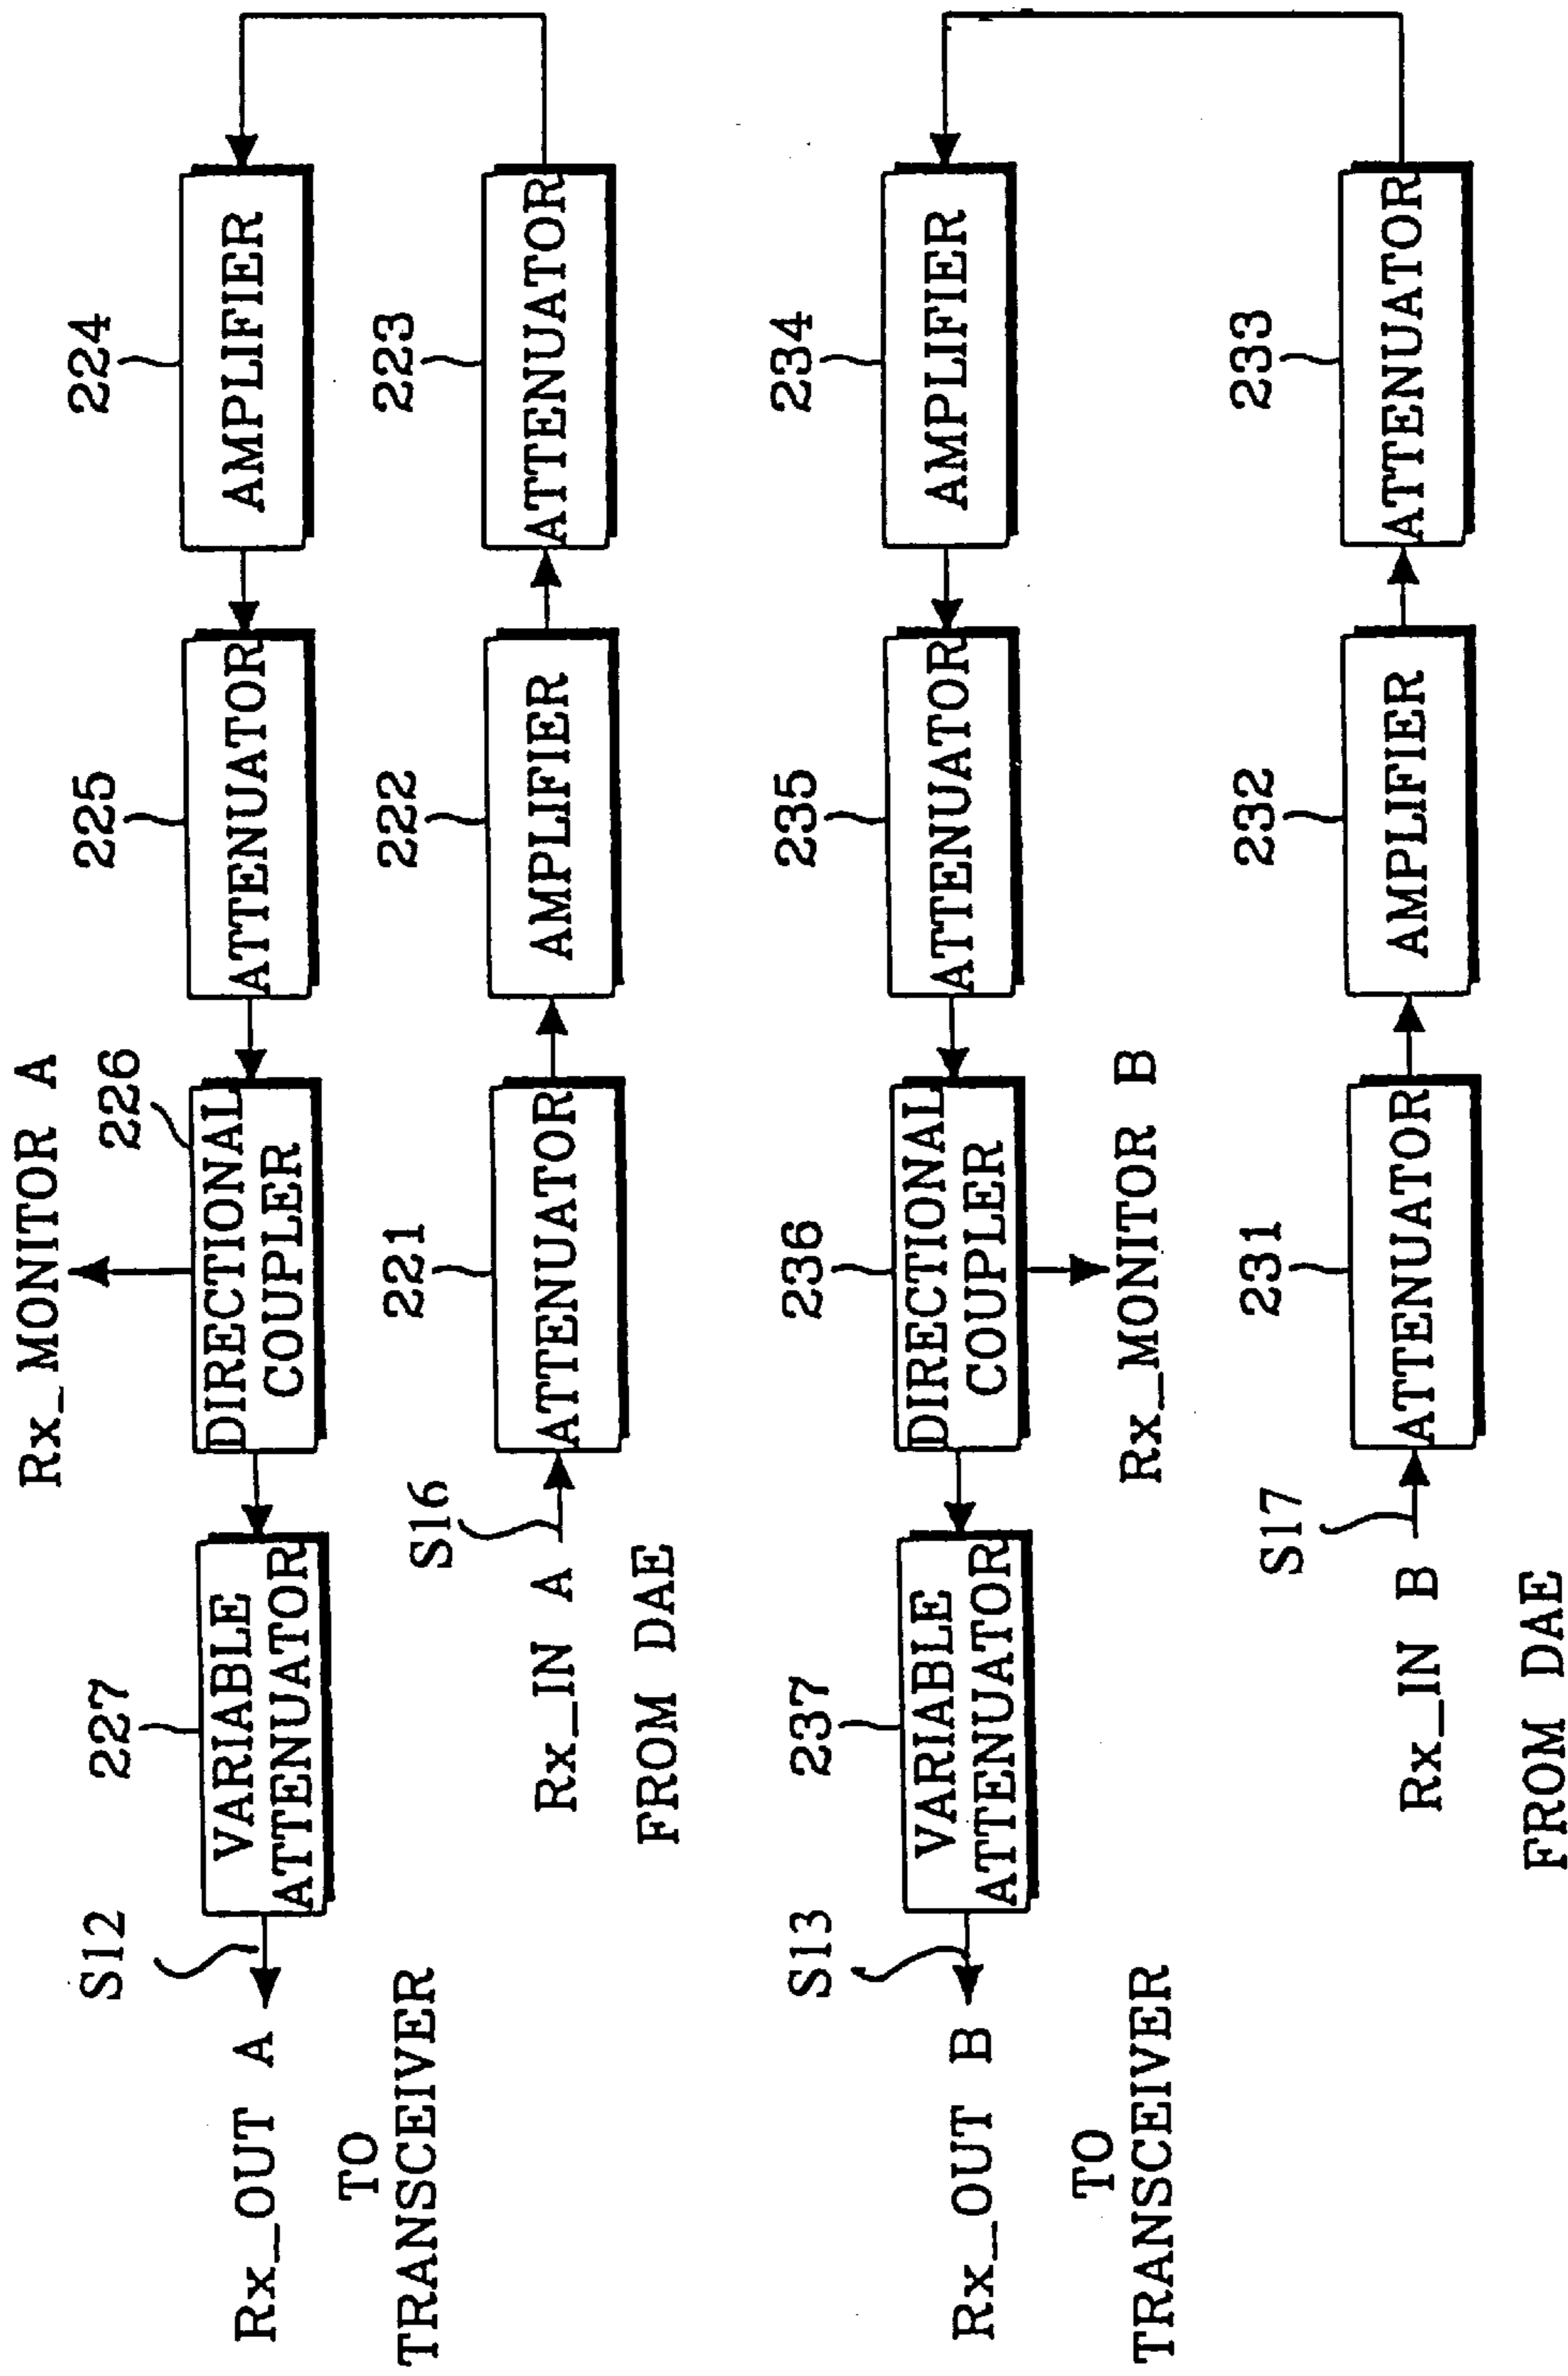 Rx_MONITOR A
227
226
225
224
S12
Rx_OUT A
TO
TRANSCEIVER
VARIABLE
ATTENUATOR
DIRECTIONAL
COUPLER
ATTENUATOR
AMPLIFIER
S16
221
222
223
Rx_IN A
FROM DAE
ATTENUATOR
AMPLIFIER
ATTENUATOR
237
236
235
234
S13
Rx_OUT B
TO
TRANSCEIVER
VARIABLE
ATTENUATOR
DIRECTIONAL
COUPLER
ATTENUATOR
AMPLIFIER
Rx_MONITOR B
S17
231
232
233
Rx_IN B
FROM DAE
ATTENUATOR
AMPLIFIER
ATTENUATOR